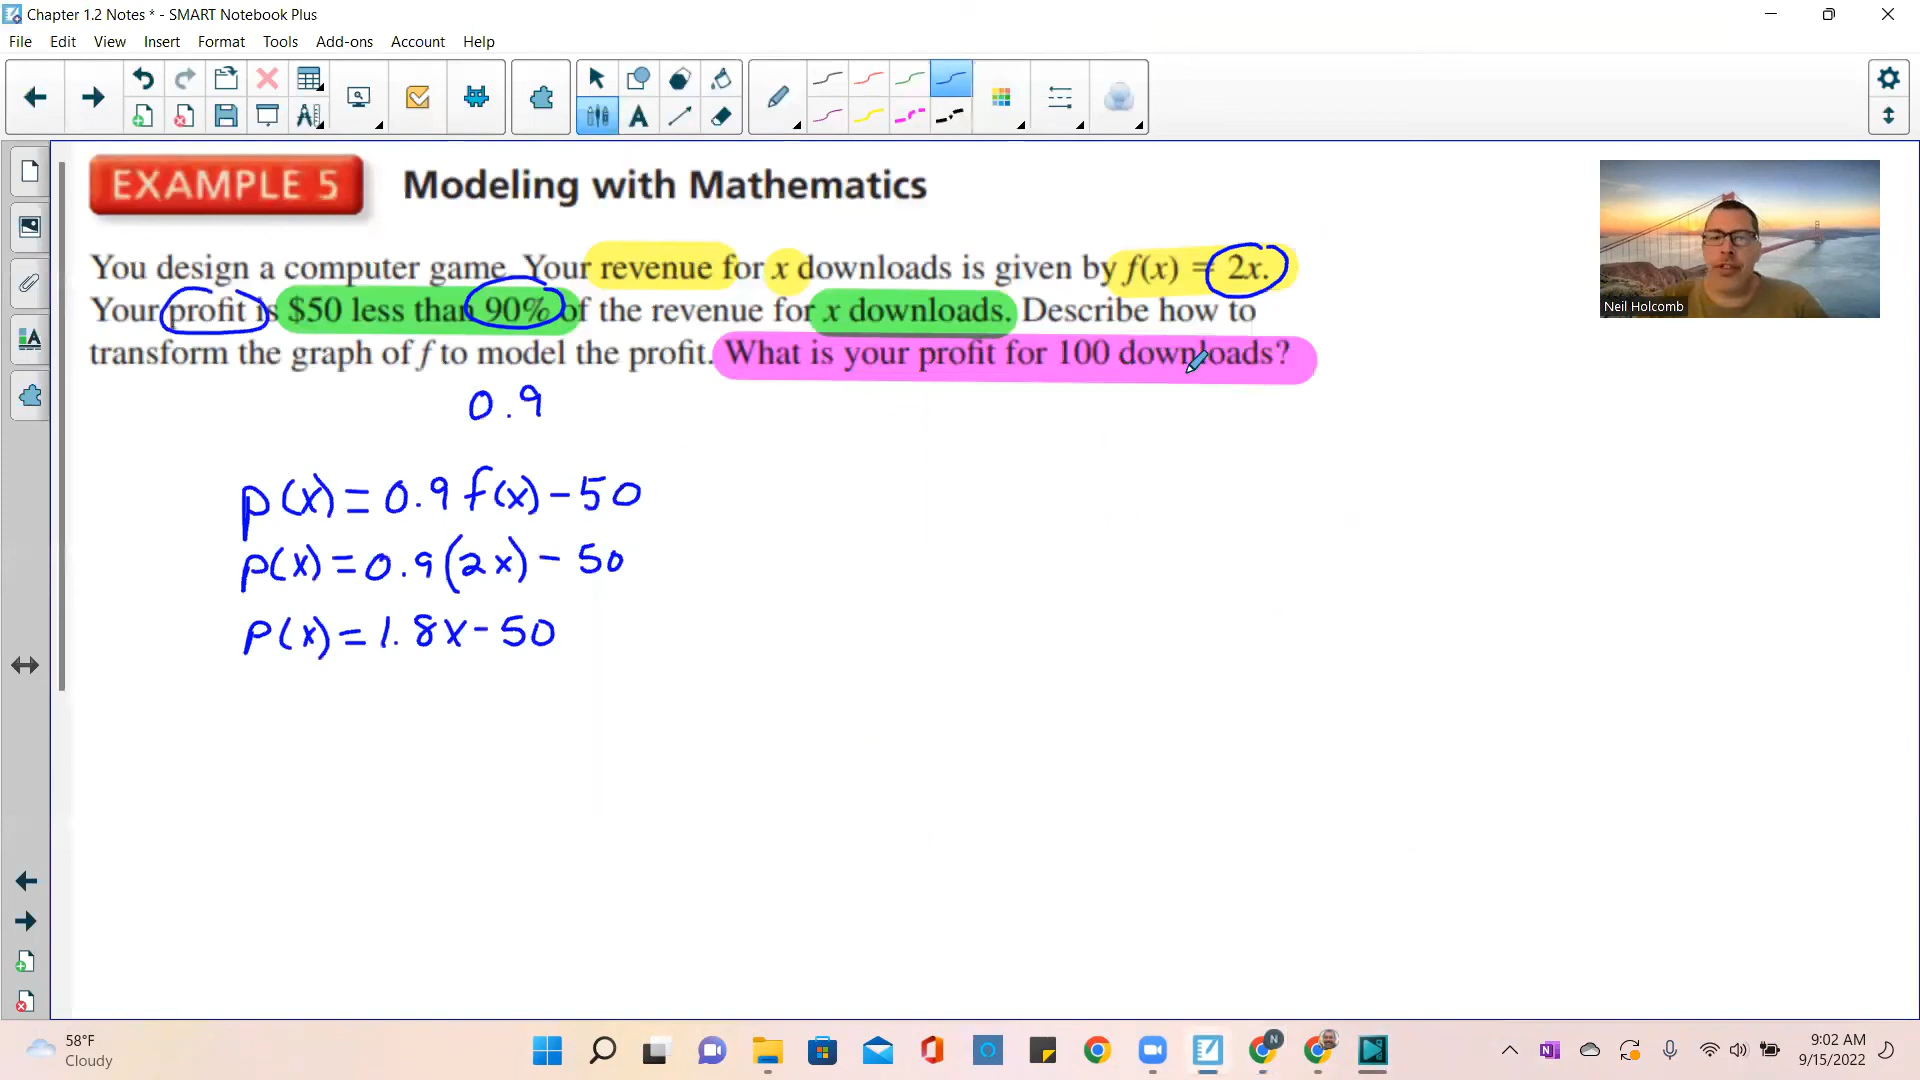 Chapter 1.2 Notes * - SMART Notebook Plus
File Edit View Insert Format Tools Add-ons Account Help
EXAMPLE 5 Modeling with Mathematics
You design a computer game. Your revenue for x downloads is given by f(x) = 2x.
Your profit is $50 less than 90% of the revenue for x downloads. Describe how to
transform the graph of f to model the profit. What is your profit for 100 downloads?
Neil Holcomb
0.9
p(x) = 0.9 f(x) - 50
p(x) = 0.9(2x) - 50
p(x) = 1.8x - 50
58°F
Cloudy
9:02 AM
9/15/2022